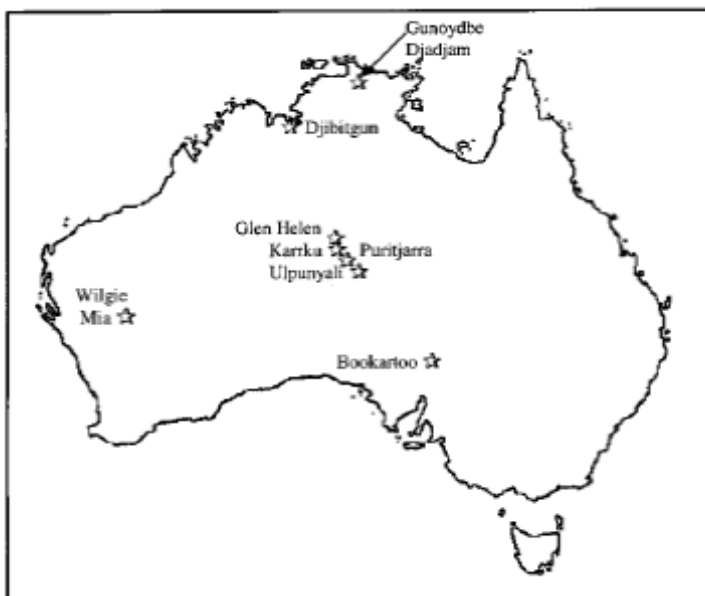 Gunoydbe
Djadjam
Djibitgun
Glen Helen
Karrku
Puritjarra
Ulpunyali
Wilgie
Mia
Bookartoo